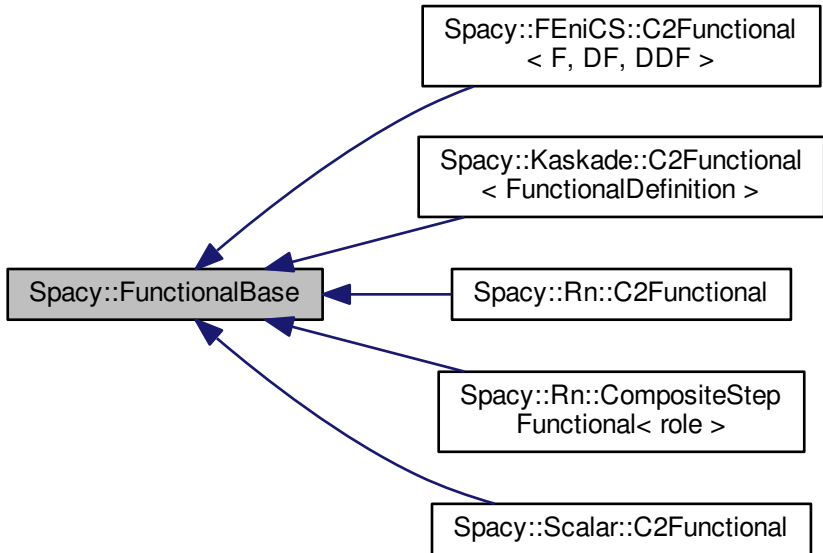 Spacy::FEniCS::C2Functional
< F, DF, DDF >
Spacy::Kaskade::C2Functional
< FunctionalDefinition >
Spacy::FunctionalBase
Spacy::Rn::C2Functional
Spacy::Rn::CompositeStep
Functional< role >
Spacy::Scalar::C2Functional